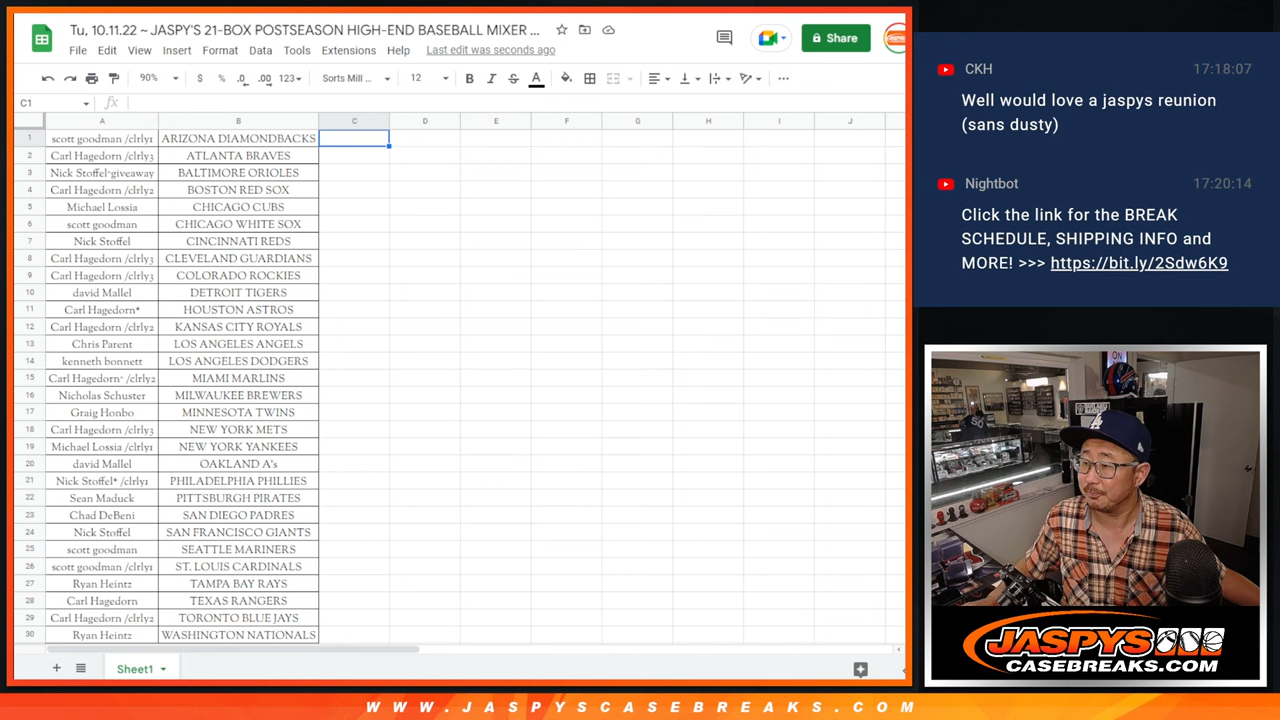 Tu, 10.11.22 ~ JASPY'S 21-BOX POSTSEASON HIGH-END BASEBALL MIXER ...
File Edit View Insert Format Data Tools Extensions Help Last edit was seconds ago
Share
90% $ % .0 .00 123 Sorts Mill ... 12 B I S A
C1 fx
A B C D E F G H I J
1 scott goodman /clrly1 ARIZONA DIAMONDBACKS
2 Carl Hagedorn /clrly3 ATLANTA BRAVES
3 Nick Stoffel^giveaway BALTIMORE ORIOLES
4 Carl Hagedorn /clrly2 BOSTON RED SOX
5 Michael Lossia CHICAGO CUBS
6 scott goodman CHICAGO WHITE SOX
7 Nick Stoffel CINCINNATI REDS
8 Carl Hagedorn /clrly3 CLEVELAND GUARDIANS
9 Carl Hagedorn /clrly3 COLORADO ROCKIES
10 david Mallel DETROIT TIGERS
11 Carl Hagedorn* HOUSTON ASTROS
12 Carl Hagedorn /clrly2 KANSAS CITY ROYALS
13 Chris Parent LOS ANGELES ANGELS
14 kenneth bonnett LOS ANGELES DODGERS
15 Carl Hagedorn^ /clrly2 MIAMI MARLINS
16 Nicholas Schuster MILWAUKEE BREWERS
17 Graig Honbo MINNESOTA TWINS
18 Carl Hagedorn /clrly3 NEW YORK METS
19 Michael Lossia /clrly1 NEW YORK YANKEES
20 david Mallel OAKLAND A's
21 Nick Stoffel* /clrly1 PHILADELPHIA PHILLIES
22 Sean Maduck PITTSBURGH PIRATES
23 Chad DeBeni SAN DIEGO PADRES
24 Nick Stoffel SAN FRANCISCO GIANTS
25 scott goodman SEATTLE MARINERS
26 scott goodman /clrly1 ST. LOUIS CARDINALS
27 Ryan Heintz TAMPA BAY RAYS
28 Carl Hagedorn TEXAS RANGERS
29 Carl Hagedorn /clrly2 TORONTO BLUE JAYS
30 Ryan Heintz WASHINGTON NATIONALS
Sheet1
CKH 17:18:07
Well would love a jaspys reunion
(sans dusty)
Nightbot 17:20:14
Click the link for the BREAK
SCHEDULE, SHIPPING INFO and
MORE! >>> https://bit.ly/2Sdw6K9
ON
LA
JASPYS
CASEBREAKS.COM
WWW.JASPYSCASEBREAKS.COM